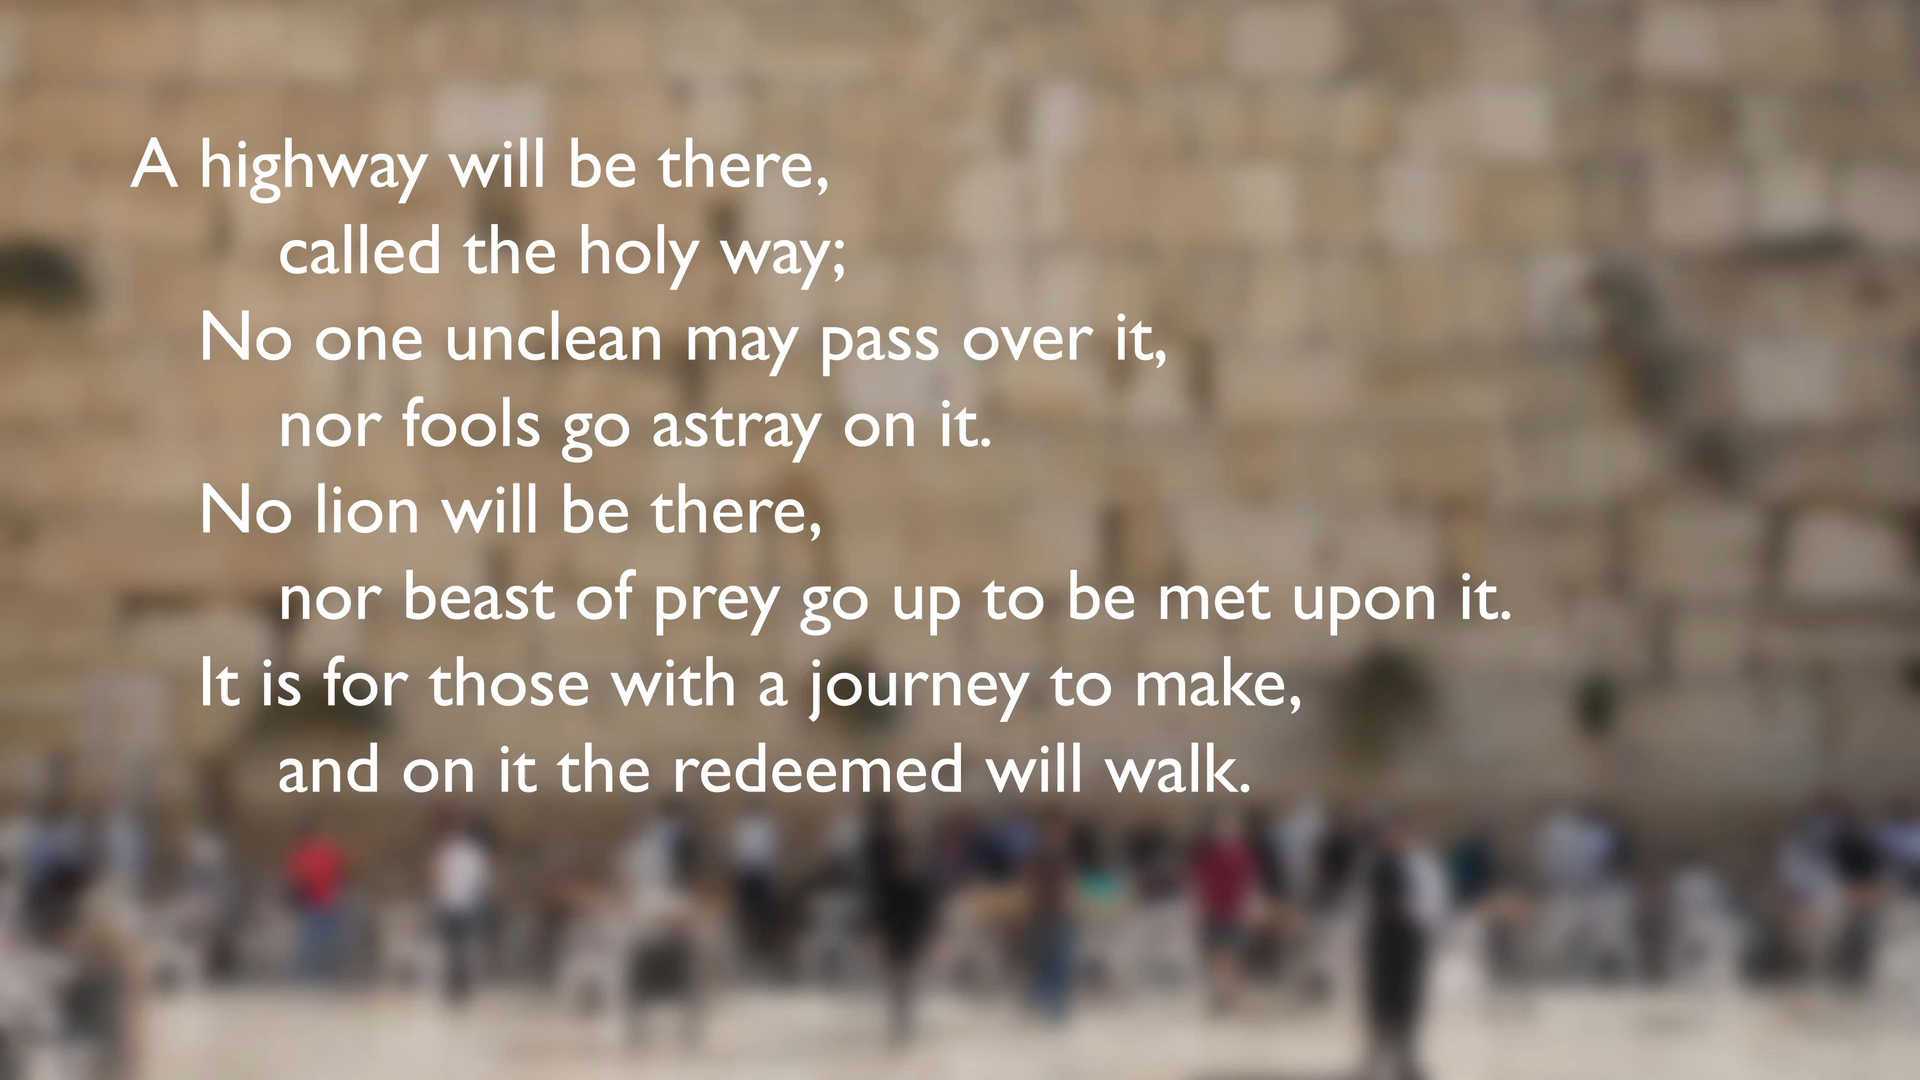 A highway will be there,
called the holy way;
No one unclean may pass over it,
nor fools go astray on it.
No lion will be there,
nor beast of prey go up to be met upon it.
It is for those with a journey to make,
and on it the redeemed will walk.